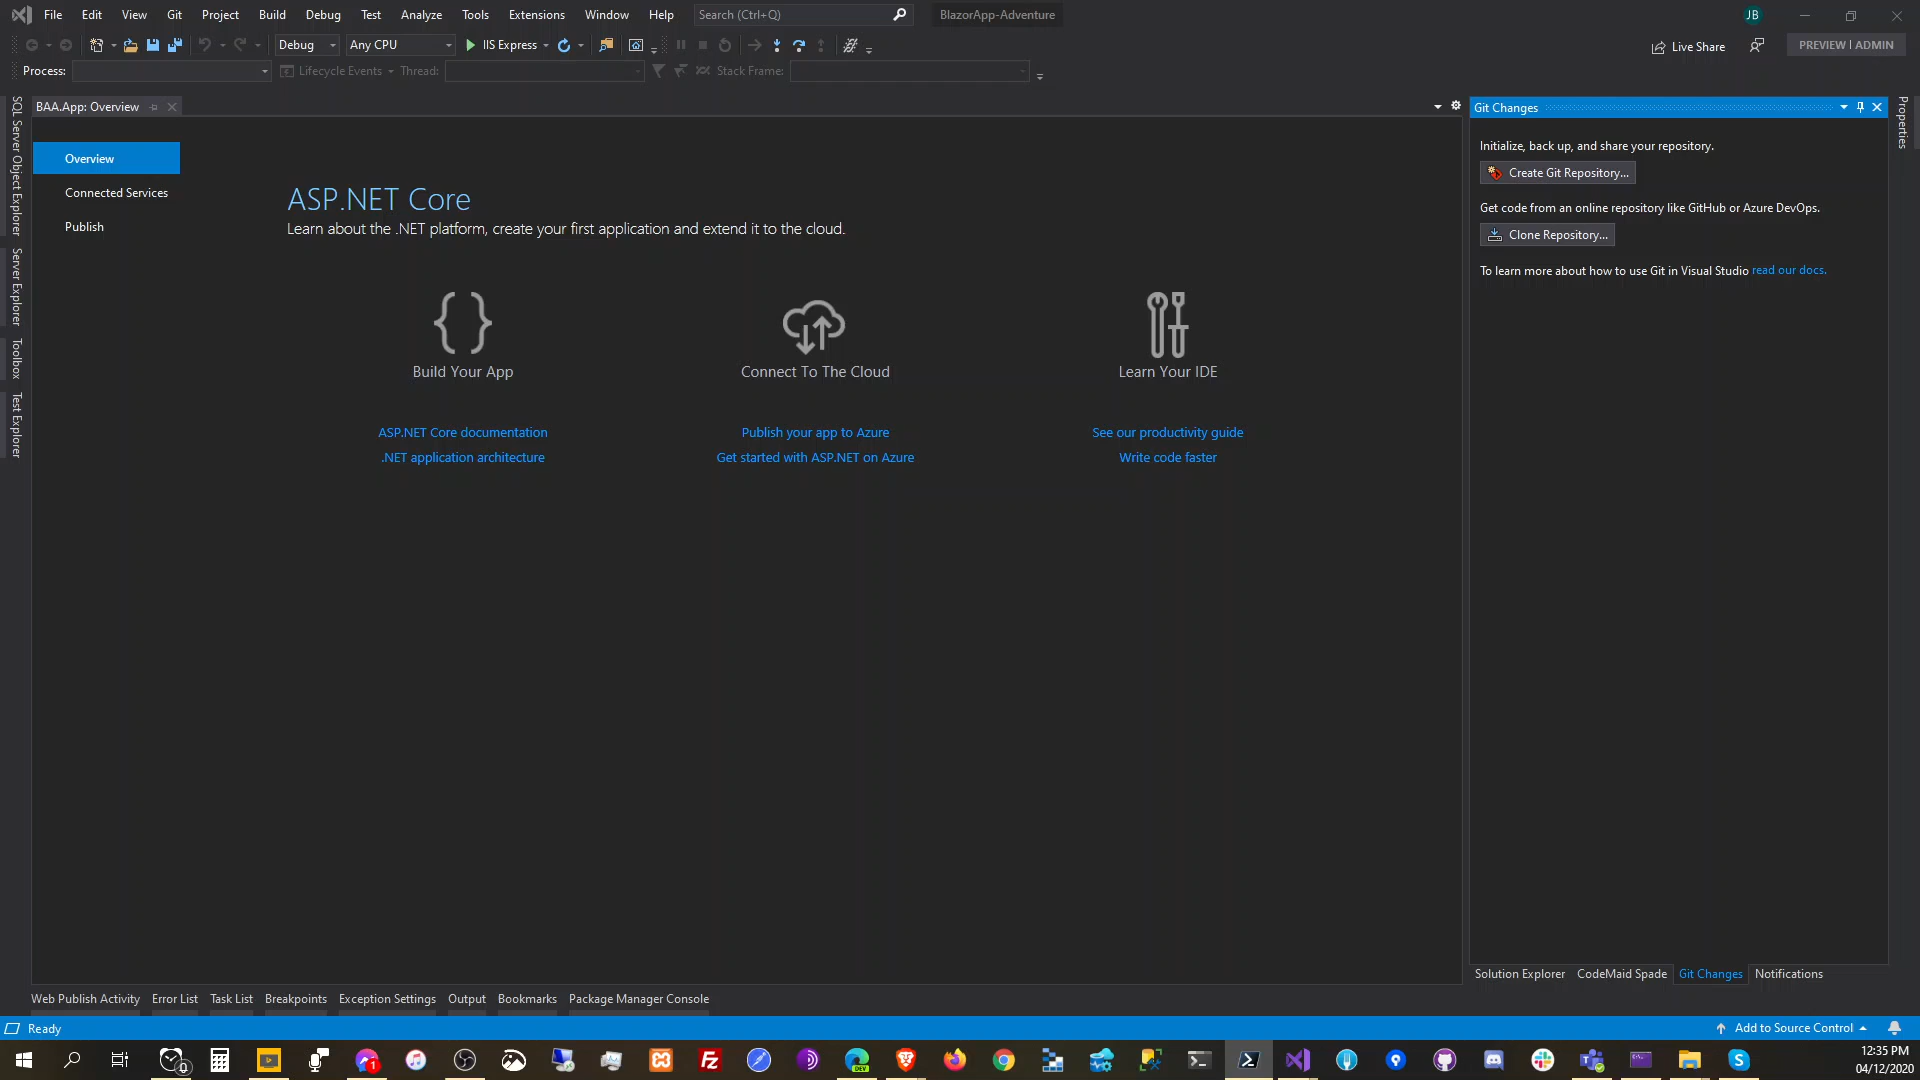 File Edit View Git Project Build Debug Test Analyze Tools Extensions Window Help Search (Ctrl+Q) BlazorApp-Adventure JB
Debug Any CPU IIS Express Live Share PREVIEW | ADMIN
Process: Lifecycle Events Thread: Stack Frame:
SQL Server Object Explorer
Server Explorer
Toolbox
Test Explorer
BAA.App: Overview
Overview
Connected Services
Publish
ASP.NET Core
Learn about the .NET platform, create your first application and extend it to the cloud.
Build Your App
ASP.NET Core documentation
.NET application architecture
Connect To The Cloud
Publish your app to Azure
Get started with ASP.NET on Azure
Learn Your IDE
See our productivity guide
Write code faster
Git Changes
Initialize, back up, and share your repository.
Create Git Repository...
Get code from an online repository like GitHub or Azure DevOps.
Clone Repository...
To learn more about how to use Git in Visual Studio read our docs.
Properties
Solution Explorer CodeMaid Spade Git Changes Notifications
Web Publish Activity Error List Task List Breakpoints Exception Settings Output Bookmarks Package Manager Console
Ready Add to Source Control
0
1
DEV
12:35 PM
04/12/2020